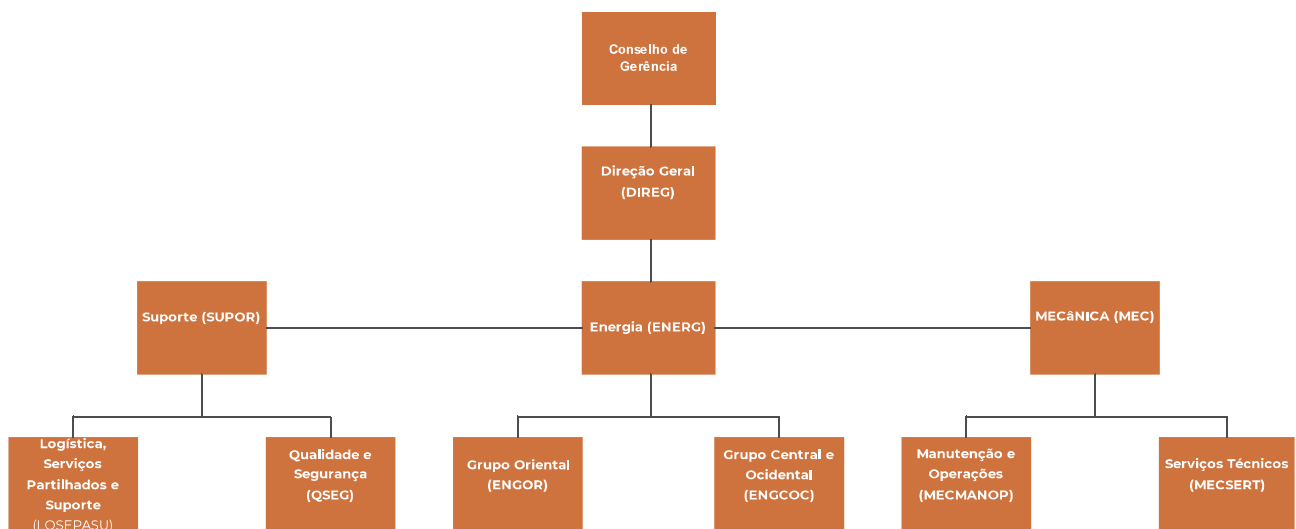 Conselho de
Gerência
Direção Geral
(DIREG)
Suporte (SUPOR)
Energia (ENERG)
MECâNICA (MEC)
Logística,
Serviços
Partilhados e
Suporte
(LOSEPASU)
Qualidade e
Segurança
(QSEG)
Grupo Oriental
(ENGOR)
Grupo Central e
Ocidental
(ENGCOC)
Manutenção e
Operações
(MECMANOP)
Serviços Técnicos
(MECSERT)